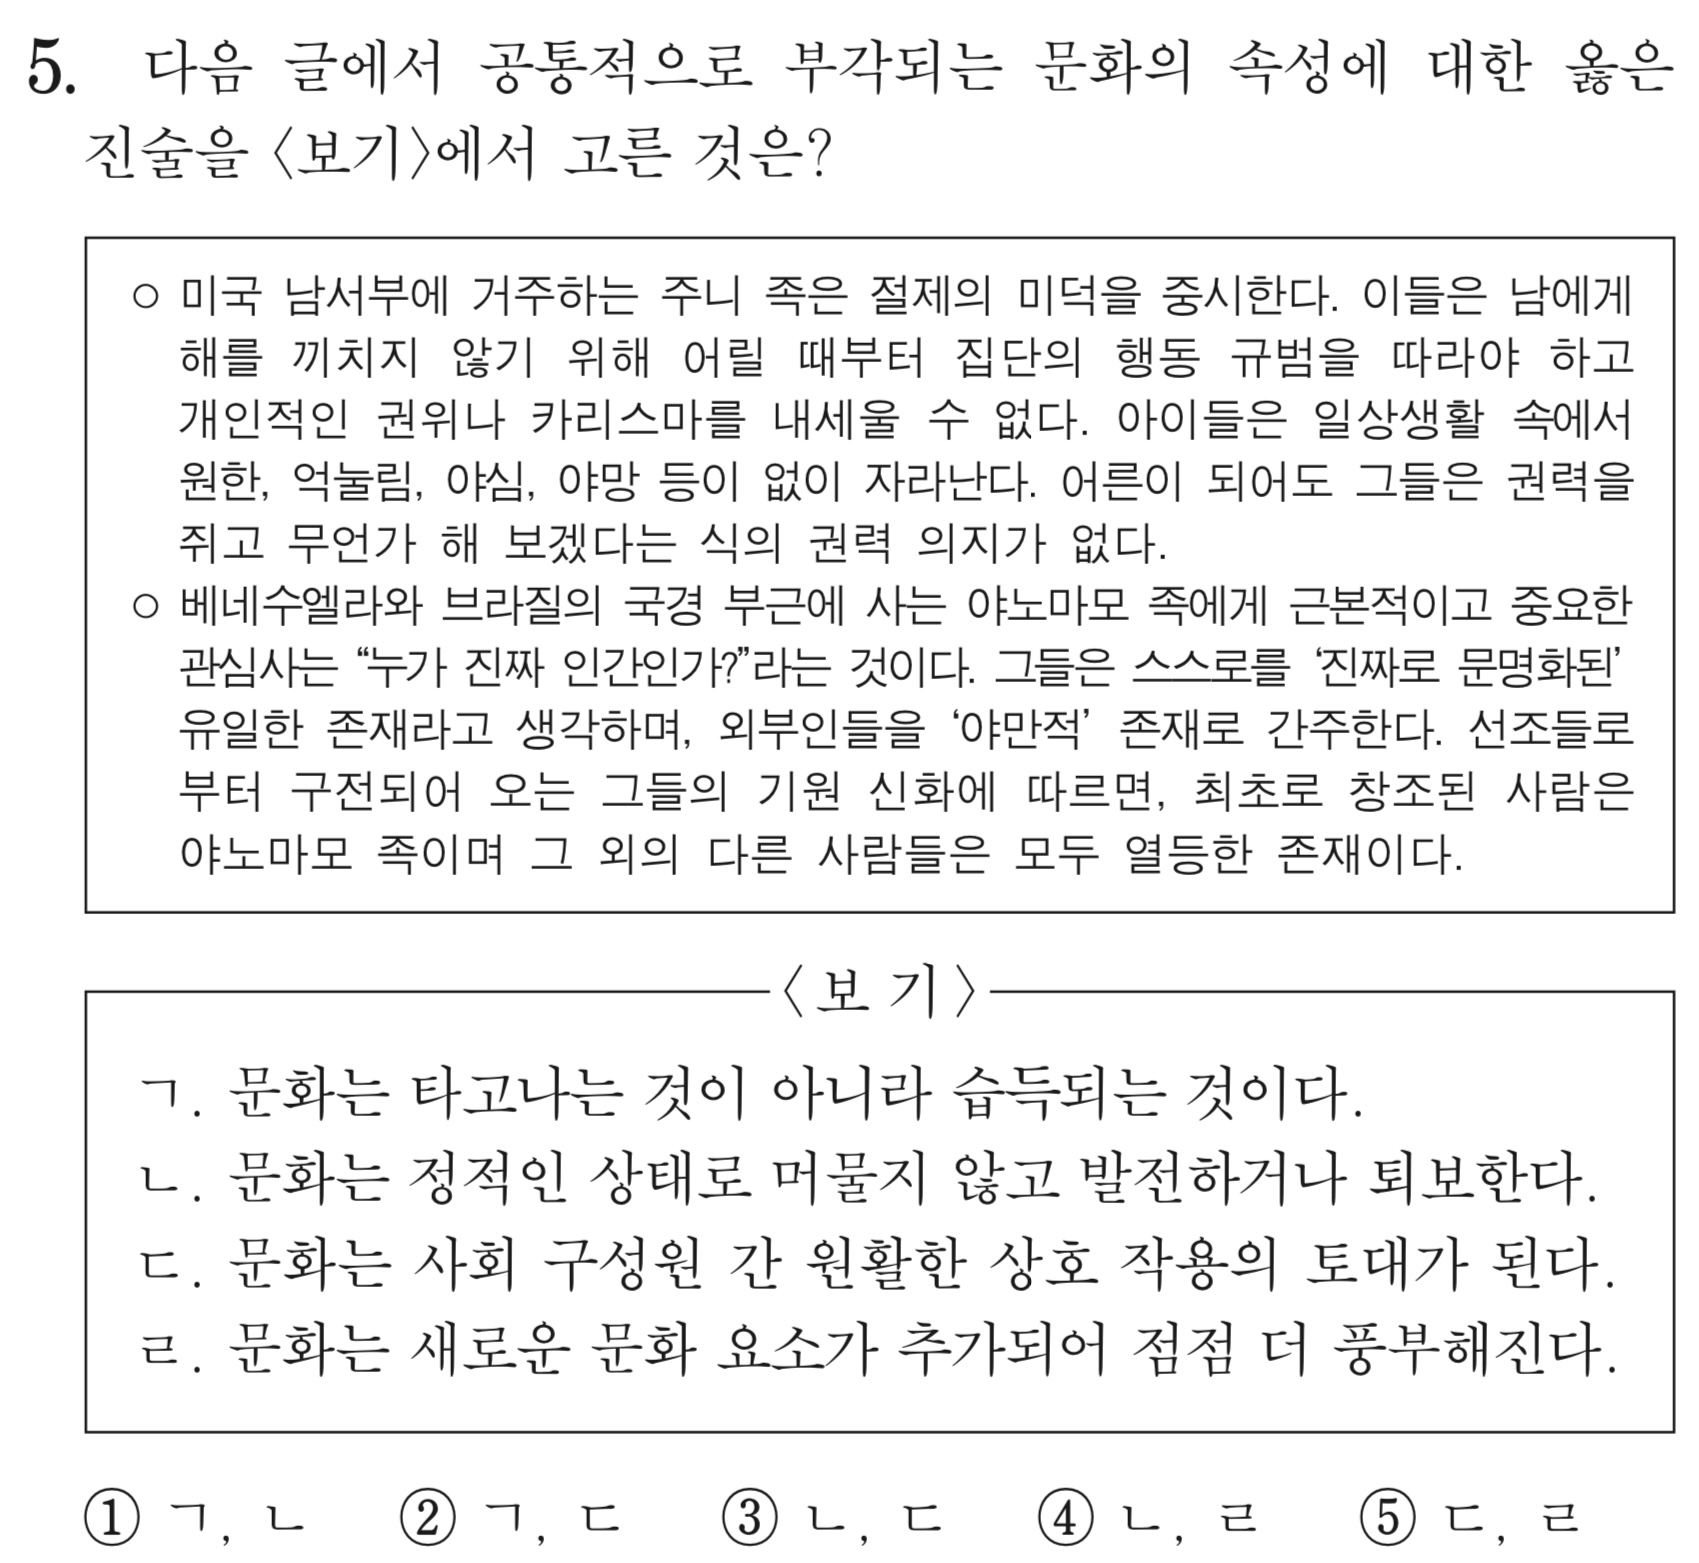 5. 다음 글에서 공통적으로 부각되는 문화의 속성에 대한 옳은
진술을 〈보기〉에서 고른 것은?
○ 미국 남서부에 거주하는 주니 족은 절제의 미덕을 중시한다. 이들은 남에게
해를 끼치지 않기 위해 어릴 때부터 집단의 행동 규범을 따라야 하고
개인적인 권위나 카리스마를 내세울 수 없다. 아이들은 일상생활 속에서
원한, 억눌림, 야심, 야망 등이 없이 자라난다. 어른이 되어도 그들은 권력을
쥐고 무언가 해 보겠다는 식의 권력 의지가 없다.
○ 베네수엘라와 브라질의 국경 부근에 사는 야노마모 족에게 근본적이고 중요한
관심사는 “누가 진짜 인간인가?”라는 것이다. 그들은 스스로를 ‘진짜로 문명화된’
유일한 존재라고 생각하며, 외부인들을 ‘야만적’ 존재로 간주한다. 선조들로
부터 구전되어 오는 그들의 기원 신화에 따르면, 최초로 창조된 사람은
야노마모 족이며 그 외의 다른 사람들은 모두 열등한 존재이다.
〈보기〉
ㄱ. 문화는 타고나는 것이 아니라 습득되는 것이다.
ㄴ. 문화는 정적인 상태로 머물지 않고 발전하거나 퇴보한다.
ㄷ. 문화는 사회 구성원 간 원활한 상호 작용의 토대가 된다.
ㄹ. 문화는 새로운 문화 요소가 추가되어 점점 더 풍부해진다.
① ㄱ, ㄴ ② ㄱ, ㄷ ③ ㄴ, ㄷ ④ ㄴ, ㄹ ⑤ ㄷ, ㄹ